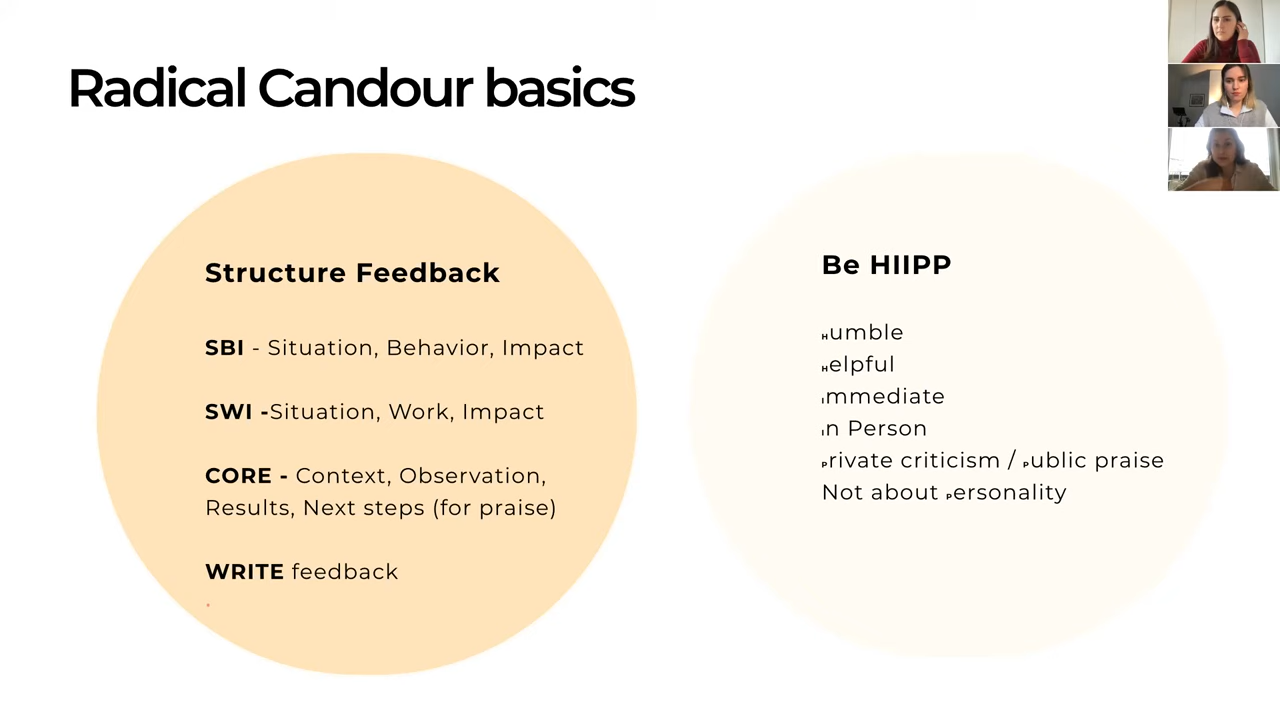 Radical Candour basics
Structure Feedback
SBI - Situation, Behavior, Impact
SWI -Situation, Work, Impact
CORE - Context, Observation,
Results, Next steps (for praise)
WRITE feedback
Be HIIPP
Humble
Helpful
Immediate
In Person
Private criticism / Public praise
Not about Personality